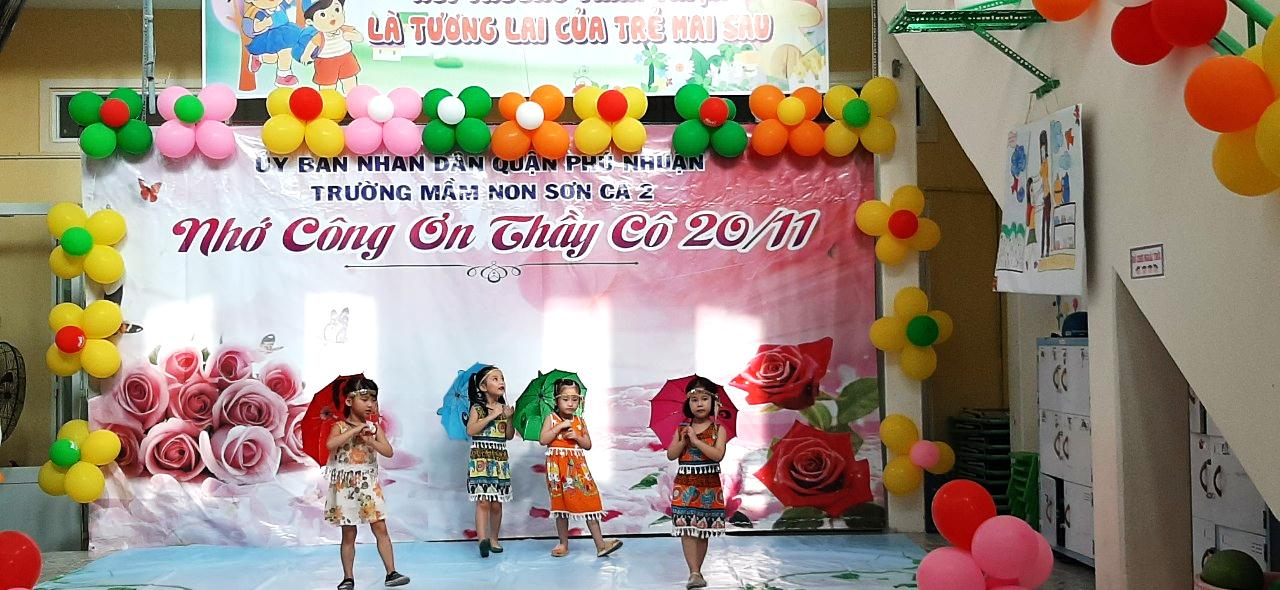 LÀ TƯƠNG LAI CỦA TRẺ MAI SAU
ỦY BAN NHÂN DÂN QUẬN PHÚ NHUẬN
TRƯỜNG MẦM NON SƠN CA 2
Nhớ Công Ơn Thầy Cô 20/11